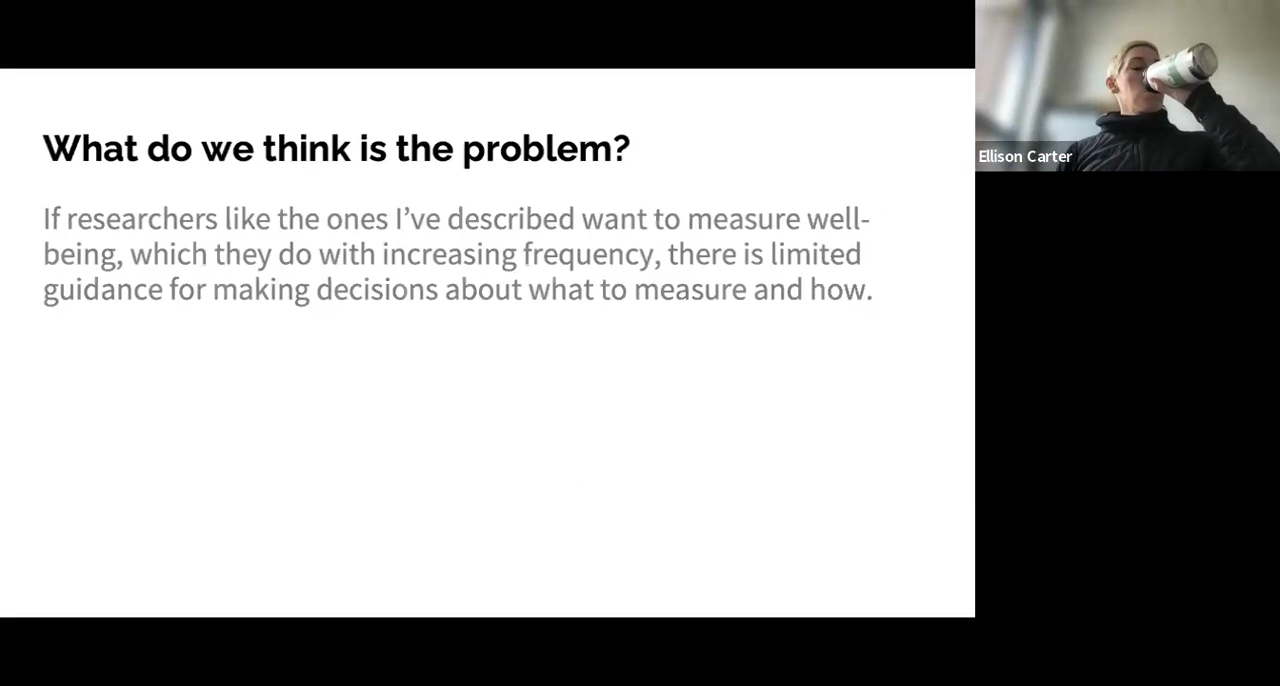 What do we think is the problem?
If researchers like the ones I’ve described want to measure well-
being, which they do with increasing frequency, there is limited
guidance for making decisions about what to measure and how.
Ellison Carter